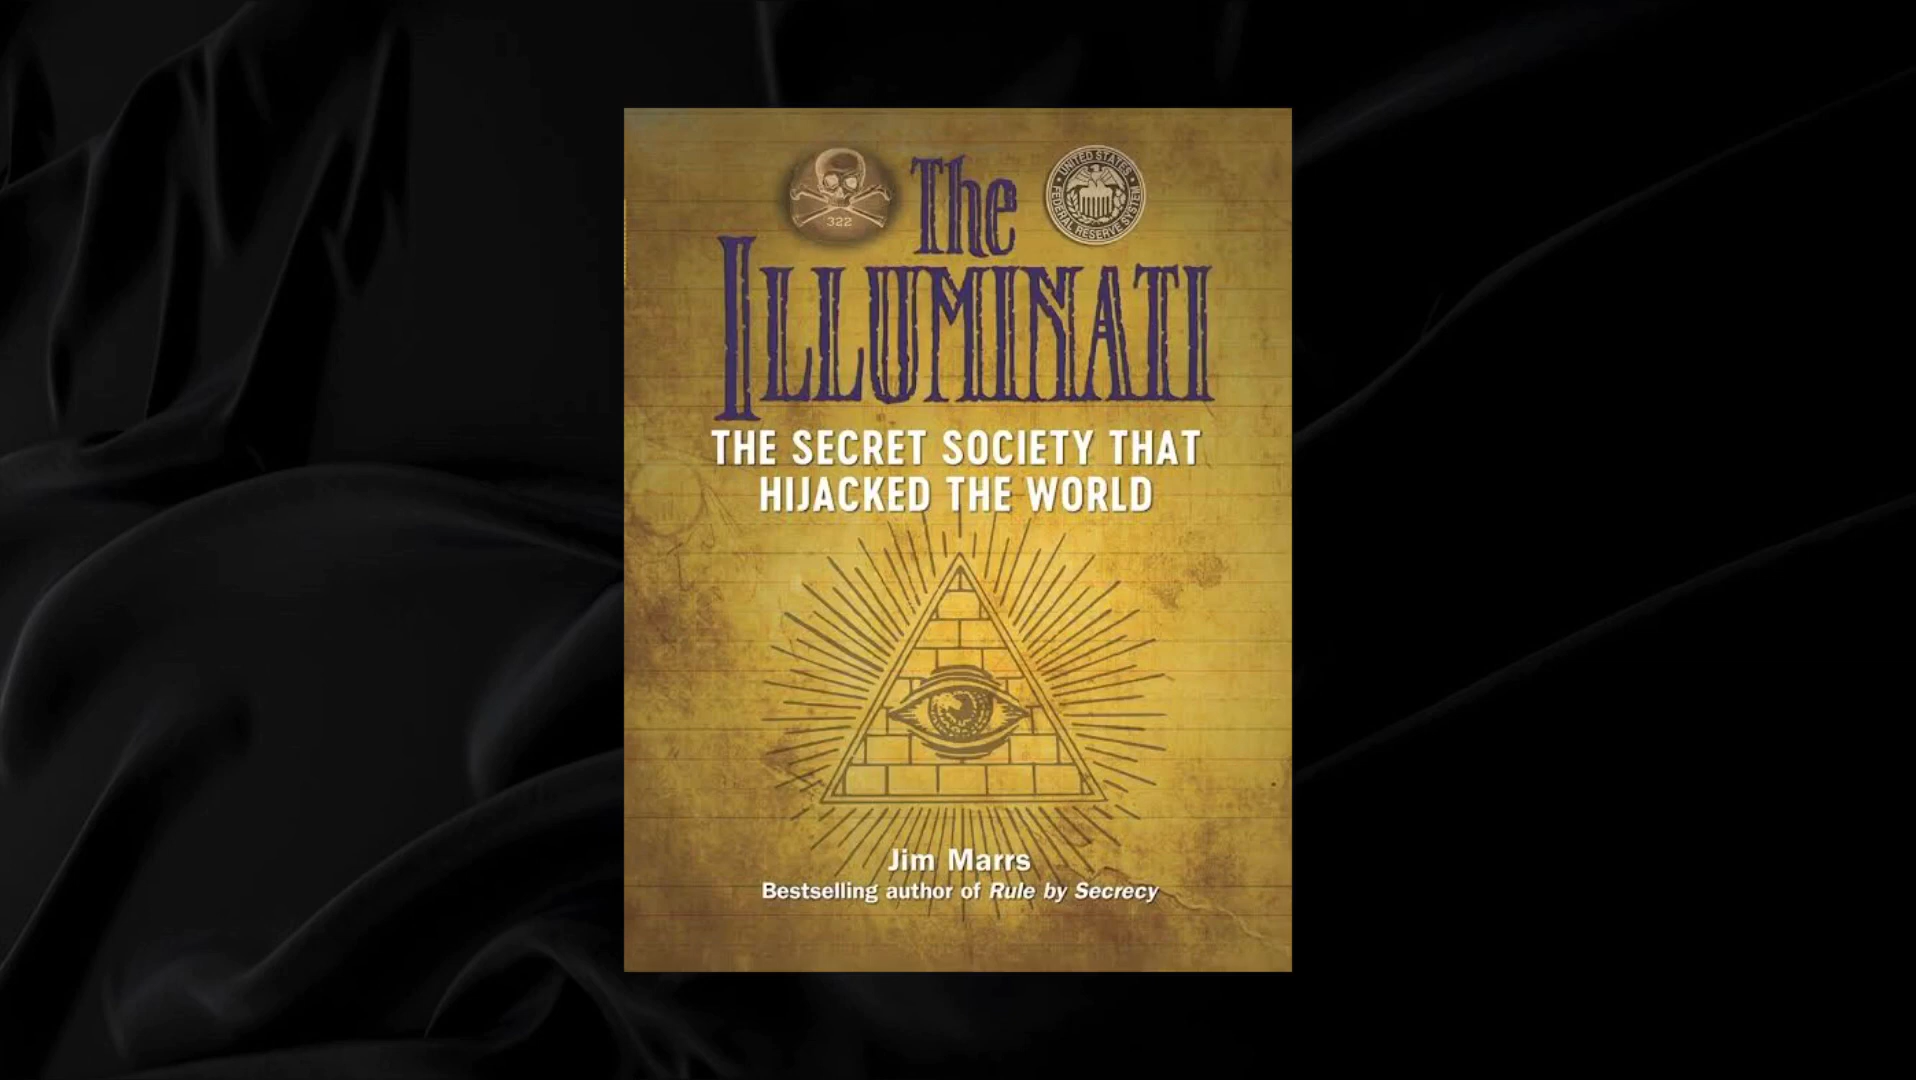 The
322
UNITED STATES
FEDERAL RESERVE SYSTEM
ILLUMINATI
THE SECRET SOCIETY THAT
HIJACKED THE WORLD
Jim Marrs
Bestselling author of Rule by Secrecy